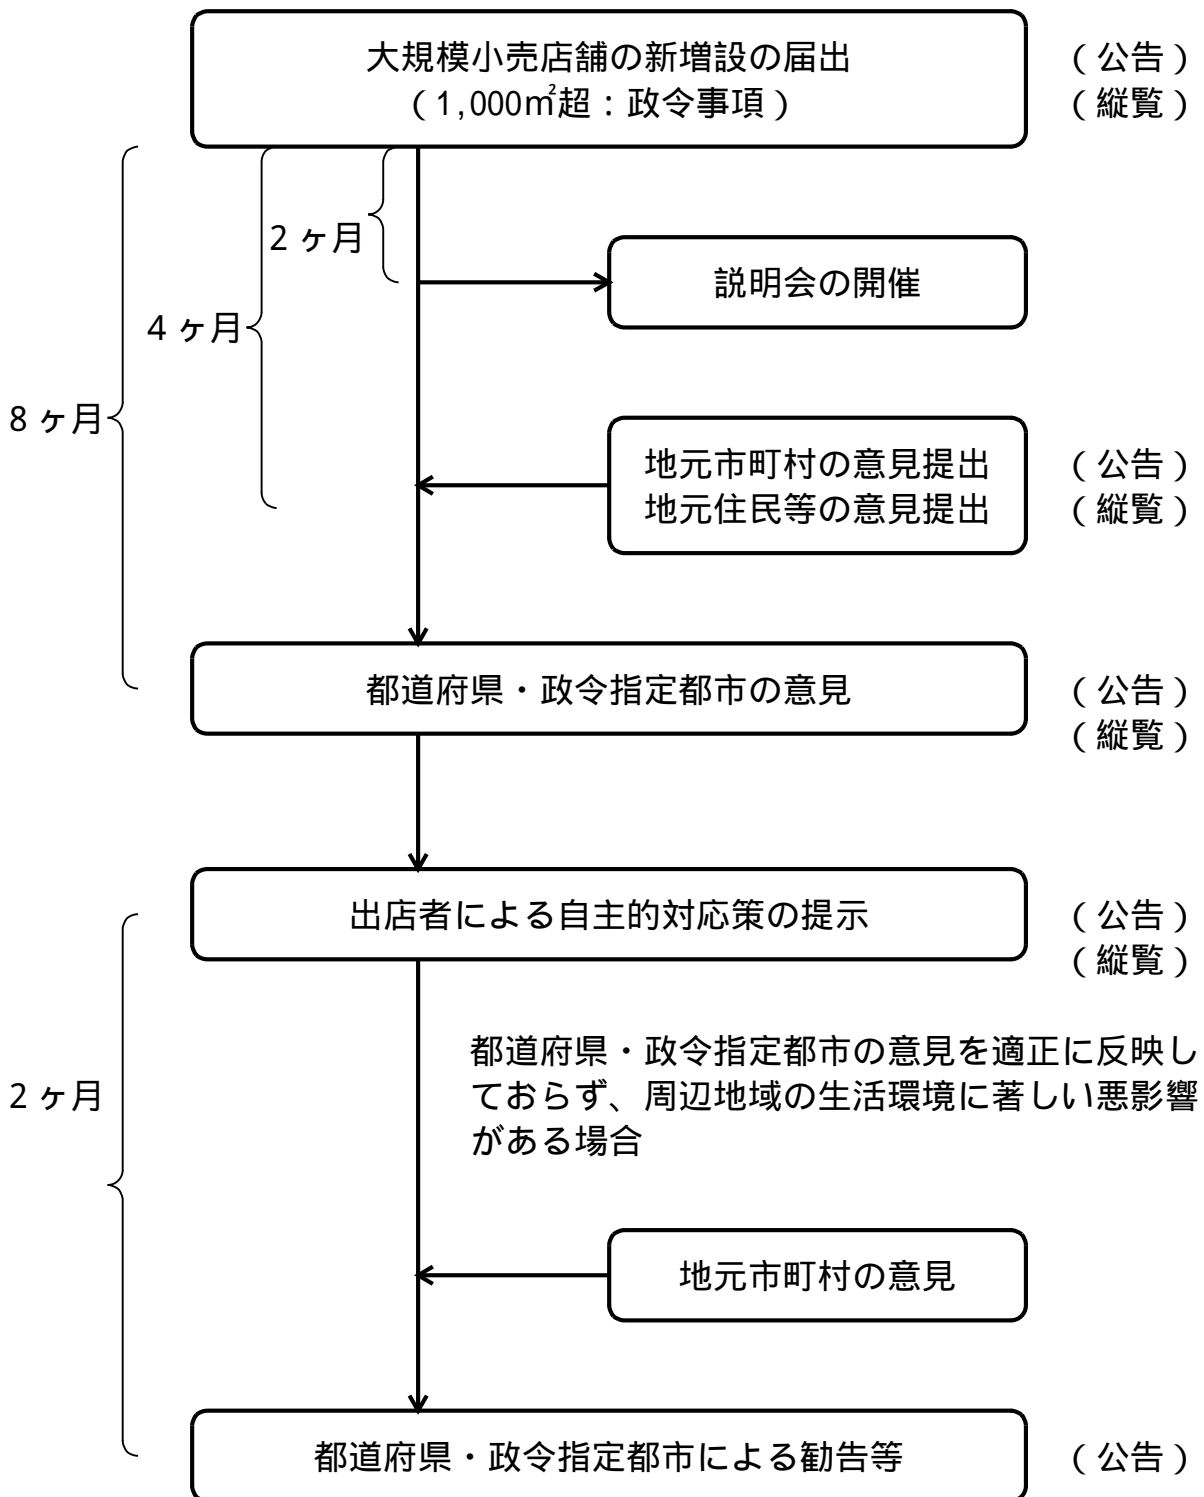 大規模小売店舗の新増設の届出
（1,000㎡超：政令事項）
（公告）
（縦覧）
2ヶ月
説明会の開催
4ヶ月
8ヶ月
地元市町村の意見提出
地元住民等の意見提出
（公告）
（縦覧）
都道府県・政令指定都市の意見
（公告）
（縦覧）
出店者による自主的対応策の提示
（公告）
（縦覧）
都道府県・政令指定都市の意見を適正に反映し
ておらず、周辺地域の生活環境に著しい悪影響
がある場合
2ヶ月
地元市町村の意見
都道府県・政令指定都市による勧告等
（公告）